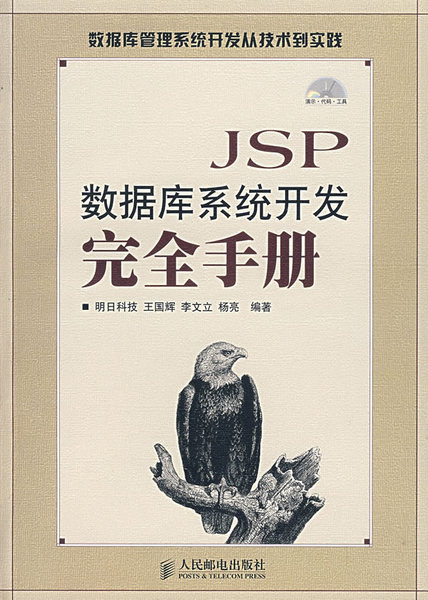 数据库管理系统开发从技术到实践
演示·代码·工具
JSP
数据库系统开发
完全手册
■ 明日科技 王国辉 李文立 杨亮 编著
人民邮电出版社
POSTS & TELECOM PRESS